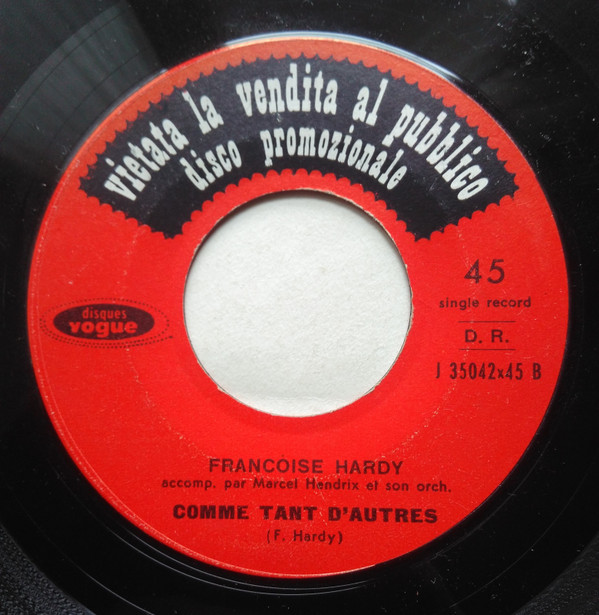 vietata la vendita al pubblico
disco promozionale
45
single record
D. R.
J 35042x45 B
disques
vogue
FRANCOISE HARDY
accomp. par Marcel Hendrix et son orch.
COMME TANT D'AUTRES
(F. Hardy)